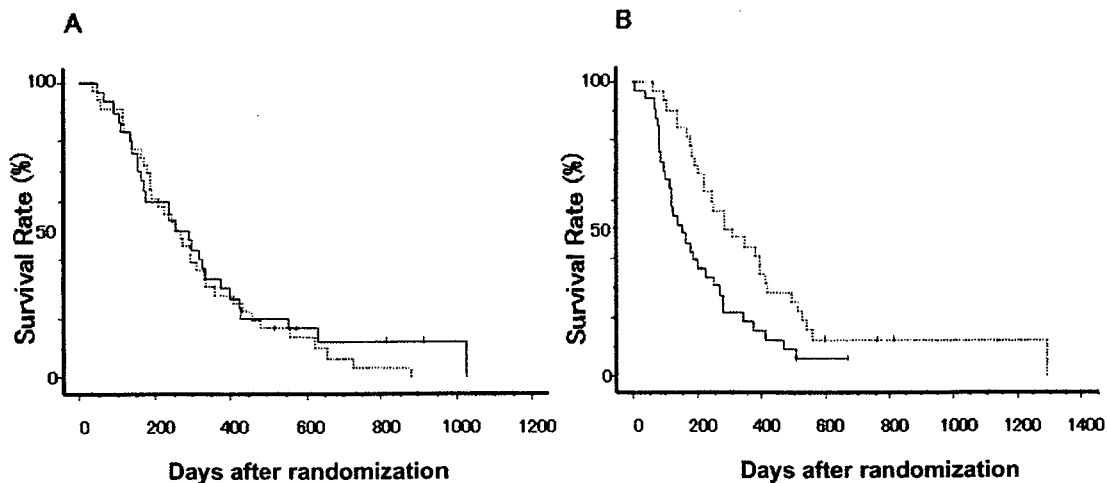 A
B
Survival Rate (%)
100
50
0
0 200 400 600 800 1000 1200
Days after randomization
Survival Rate (%)
100
50
0
0 200 400 600 800 1000 1200 1400
Days after randomization